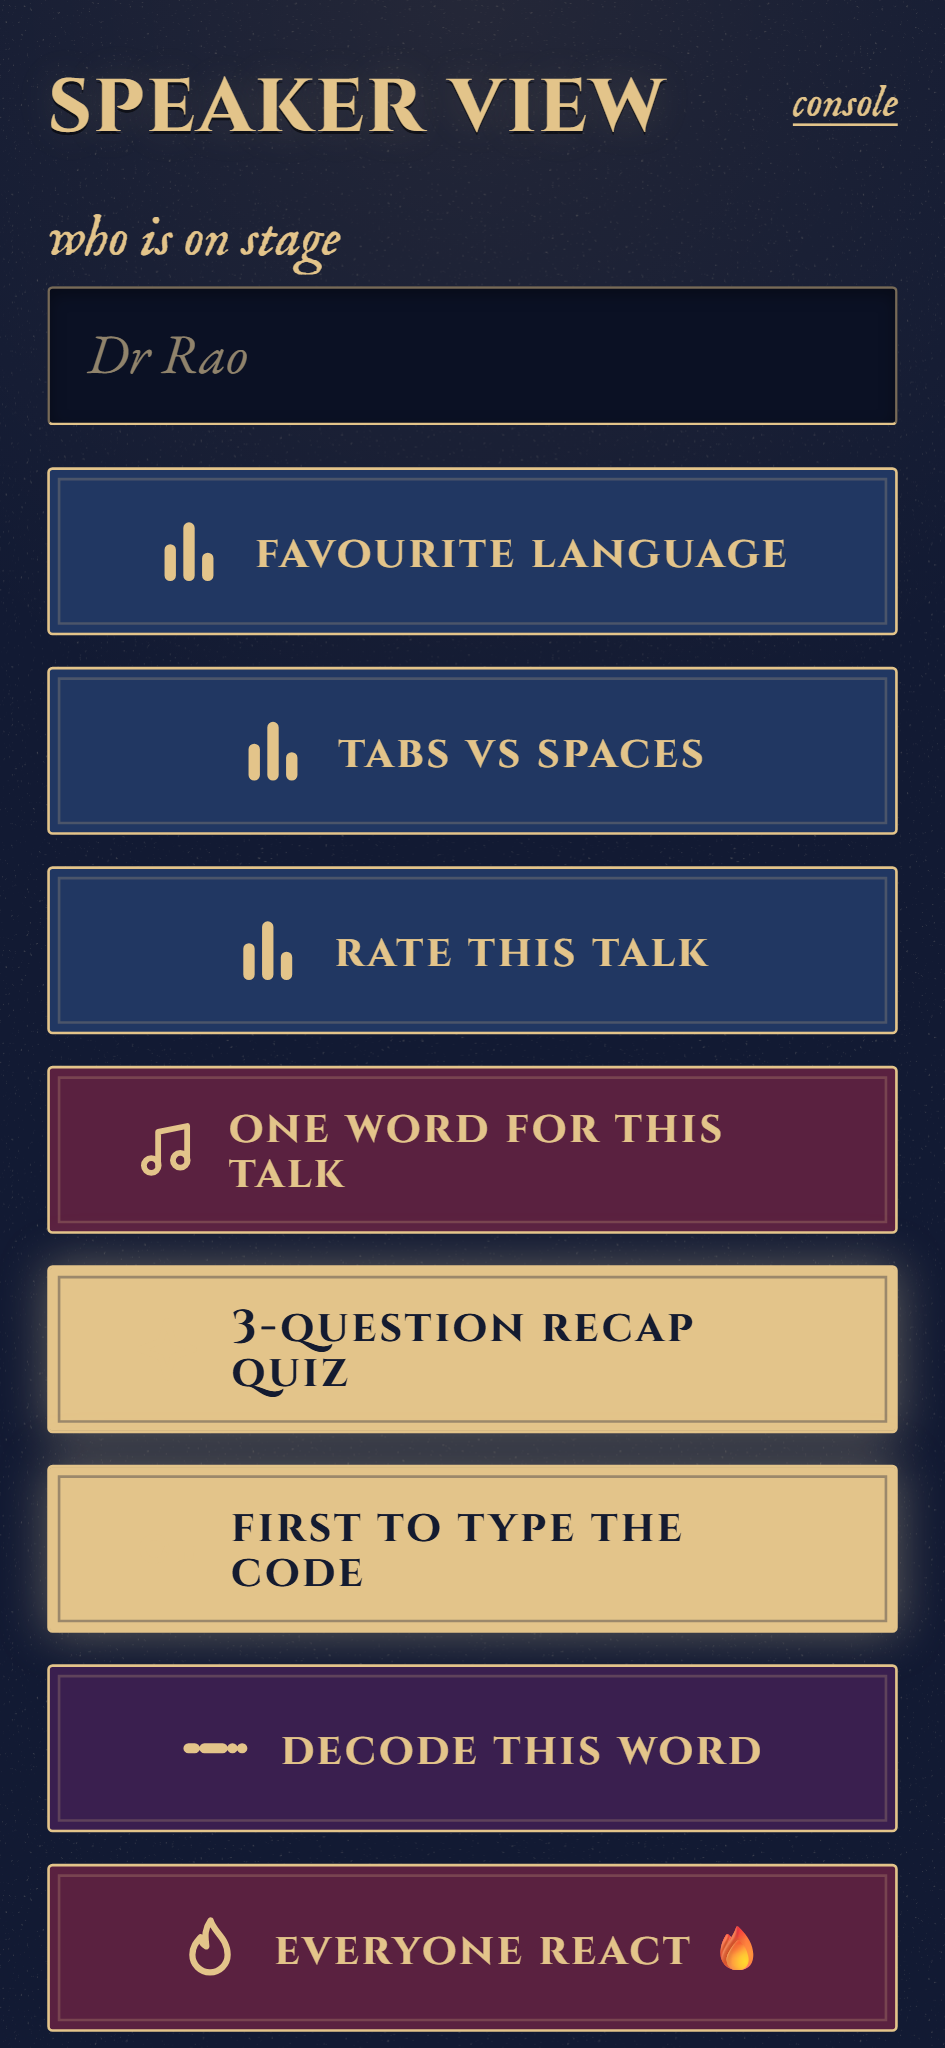 SPEAKER VIEW
console
who is on stage
Dr Rao
FAVOURITE LANGUAGE
TABS VS SPACES
RATE THIS TALK
ONE WORD FOR THIS
TALK
3-QUESTION RECAP
QUIZ
FIRST TO TYPE THE
CODE
DECODE THIS WORD
EVERYONE REACT 🔥